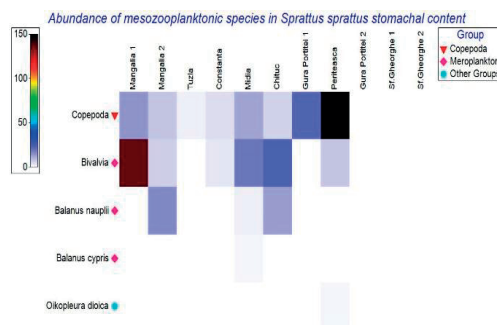 Abundance of mesozooplanktonic species in Sprattus sprattus stomachal content
150
100
50
0
Mangalia 1
Mangalia 2
Tuzla
Constanta
Midia
Chituc
Gura Portitei 1
Periteasca
Gura Portitei 2
Sf.Gheorghe 1
Sf.Gheorghe 2
Group
Copepoda
Meroplankton
Other Groups
Copepoda
Bivalvia
Balanus nauplii
Balanus cypris
Oikopleura dioica